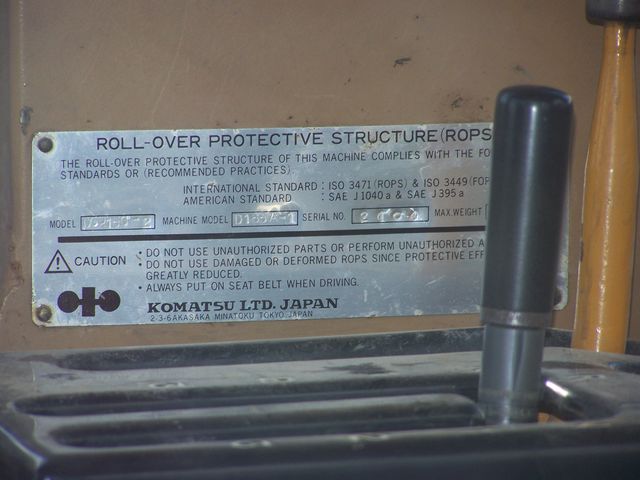 ROLL-OVER PROTECTIVE STRUCTURE (ROPS
THE ROLL-OVER PROTECTIVE STRUCTURE OF THIS MACHINE COMPLIES WITH THE FO
STANDARDS OR (RECOMMENDED PRACTICES)
INTERNATIONAL STANDARD : ISO 3471 (ROPS) & ISO 3449 (FOP
AMERICAN STANDARD : SAE J1040a & SAE J395a
MODEL MACHINE MODEL SERIAL NO. MAX.WEIGHT
CAUTION : • DO NOT USE UNAUTHORIZED PARTS OR PERFORM UNAUTHORIZED A
• DO NOT USE DAMAGED OR DEFORMED ROPS SINCE PROTECTIVE EFF
GREATLY REDUCED.
• ALWAYS PUT ON SEAT BELT WHEN DRIVING.
KOMATSU LTD. JAPAN
2-3-6 AKASAKA MINATOKU TOKYO JAPAN